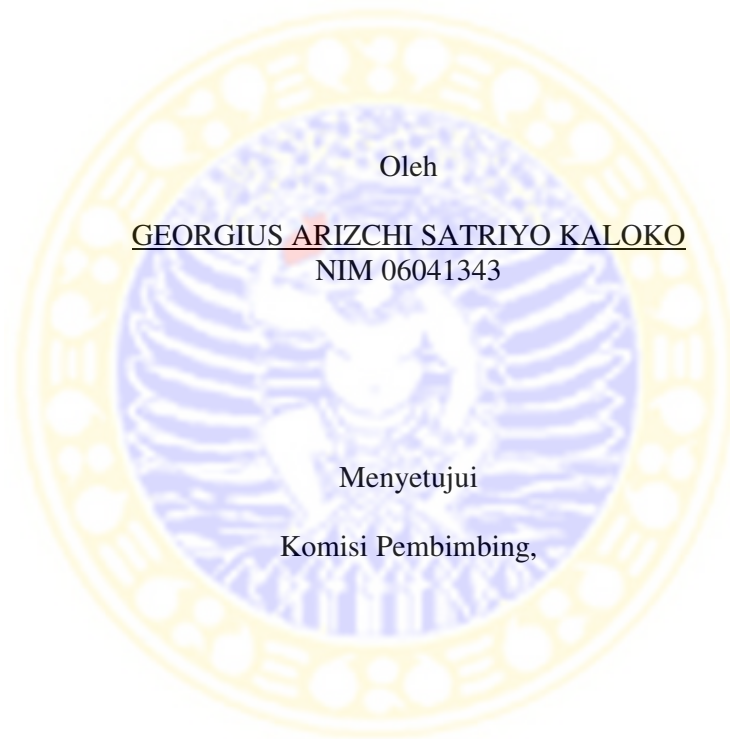 Oleh
GEORGIUS ARIZCHI SATRIYO KALOKO
NIM 06041343
Menyetujui
Komisi Pembimbing,